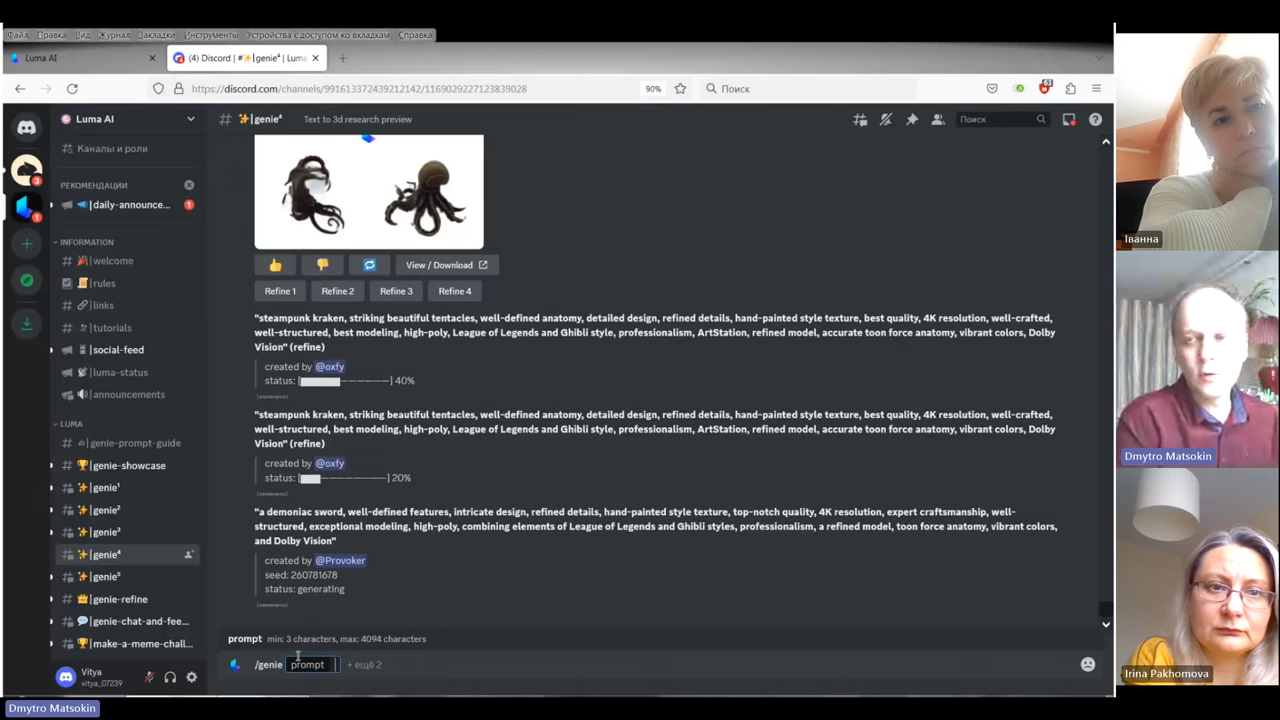 Файл Правка Вид Журнал Закладки Инструменты Устройства с доступом ко вкладкам Справка
Luma AI
(4) Discord | #✨|genie⁴ | Luma
https://discord.com/channels/991613372439212142/1169029227123839028
90%
Поиск
63
Luma AI
✨|genie⁴
Text to 3d research preview
Поиск
Каналы и роли
РЕКОМЕНДАЦИИ
📢|daily-announce... 1
INFORMATION
🎉|welcome
📜|rules
🔗|links
📱|tutorials
📱|social-feed
✨|luma-status
📢|announcements
LUMA
genie-prompt-guide
🏆|genie-showcase
✨|genie¹
✨|genie²
✨|genie³
✨|genie⁴
✨|genie⁵
👑|genie-refine
💬|genie-chat-and-fee...
🏆|make-a-meme-chall...
3
1
Vitya
vitya_07239
View / Download
Refine 1
Refine 2
Refine 3
Refine 4
"steampunk kraken, striking beautiful tentacles, well-defined anatomy, detailed design, refined details, hand-painted style texture, best quality, 4K resolution, well-crafted,
well-structured, best modeling, high-poly, League of Legends and Ghibli style, professionalism, ArtStation, refined model, accurate toon force anatomy, vibrant colors, Dolby
Vision" (refine)
created by @oxfy
status: [ ------] 40%
(изменено)
"steampunk kraken, striking beautiful tentacles, well-defined anatomy, detailed design, refined details, hand-painted style texture, best quality, 4K resolution, well-crafted,
well-structured, best modeling, high-poly, League of Legends and Ghibli style, professionalism, ArtStation, refined model, accurate toon force anatomy, vibrant colors, Dolby
Vision" (refine)
created by @oxfy
status: [ --------] 20%
(изменено)
"a demoniac sword, well-defined features, intricate design, refined details, hand-painted style texture, top-notch quality, 4K resolution, expert craftsmanship, well-
structured, exceptional modeling, high-poly, combining elements of League of Legends and Ghibli styles, professionalism, a refined model, toon force anatomy, vibrant colors,
and Dolby Vision"
created by @Provoker
seed: 260781678
status: generating
(изменено)
prompt min: 3 characters, max: 4094 characters
/genie prompt + ещё 2
Іванна
Dmytro Matsokin
Irina Pakhomova
Dmytro Matsokin